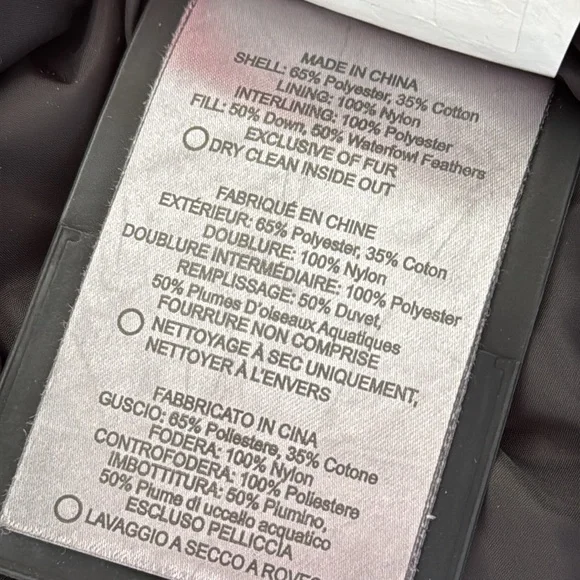 MADE IN CHINA
SHELL: 65% Polyester, 35% Cotton
LINING: 100% Nylon
INTERLINING: 100% Polyester
FILL: 50% Down, 50% Waterfowl Feathers
EXCLUSIVE OF FUR
DRY CLEAN INSIDE OUT
FABRIQUÉ EN CHINE
EXTÉRIEUR: 65% Polyester, 35% Coton
DOUBLURE: 100% Nylon
DOUBLURE INTERMÉDIAIRE: 100% Polyester
REMPLISSAGE: 50% Duvet,
50% Plumes D'oiseaux Aquatiques
FOURRURE NON COMPRISE
NETTOYAGE À SEC UNIQUEMENT,
NETTOYER À L'ENVERS
FABBRICATO IN CINA
GUSCIO: 65% Poliestere, 35% Cotone
FODERA: 100% Nylon
CONTROFODERA: 100% Poliestere
IMBOTTITURA: 50% Piumino,
50% Piume di uccello acquatico
ESCLUSO PELLICCIA
LAVAGGIO A SECCO A ROVES